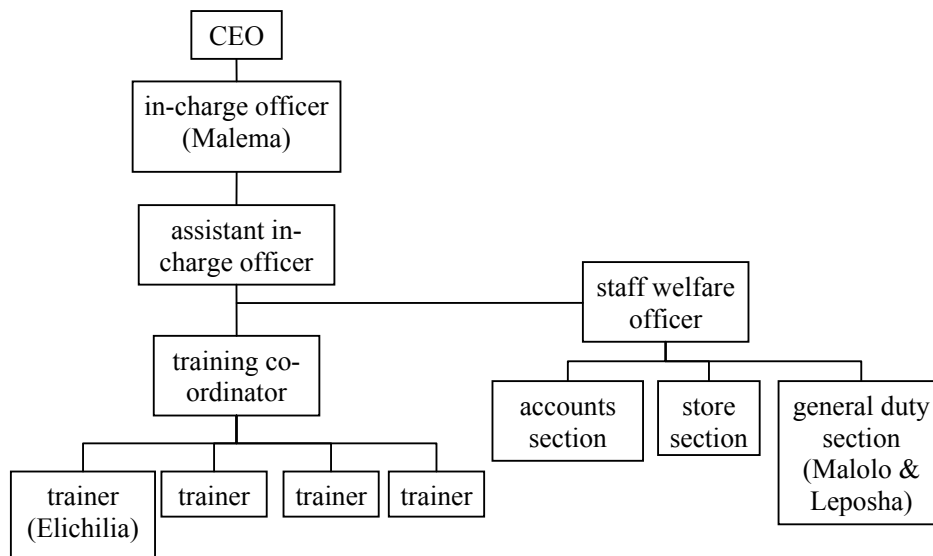 CEO
in-charge officer
(Malema)
assistant in-
charge officer
staff welfare
officer
training co-
ordinator
accounts
section
store
section
general duty
section
(Malolo &
Leposha)
trainer
(Elichilia)
trainer
trainer
trainer